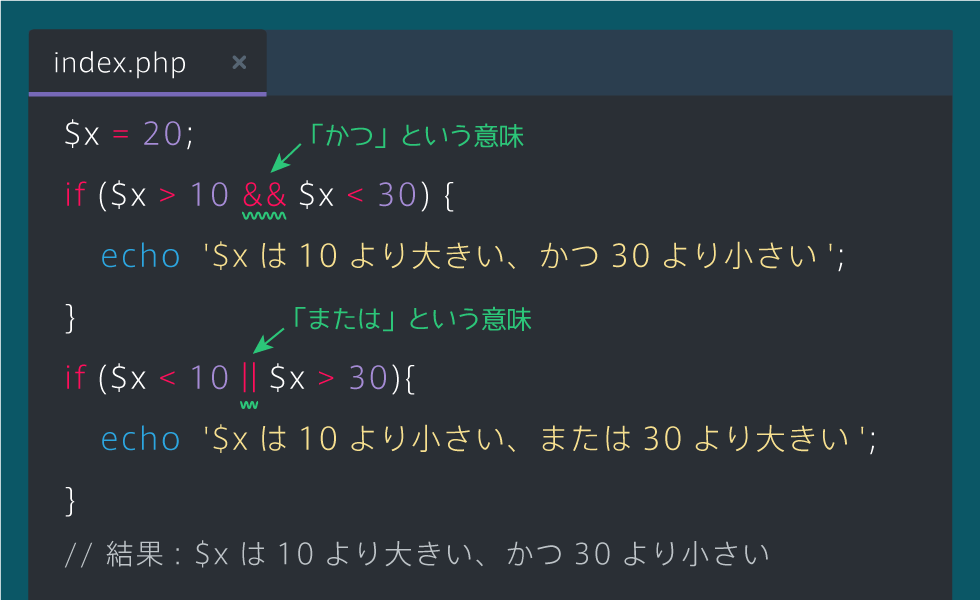 index.php ×
$x = 20;
「かつ」という意味
if ($x > 10 && $x < 30) {
echo '$x は 10 より大きい、かつ 30 より小さい ';
}
「または」という意味
if ($x < 10 || $x > 30){
echo '$x は 10 より小さい、または 30 より大きい ';
}
// 結果 : $x は 10 より大きい、かつ 30 より小さい